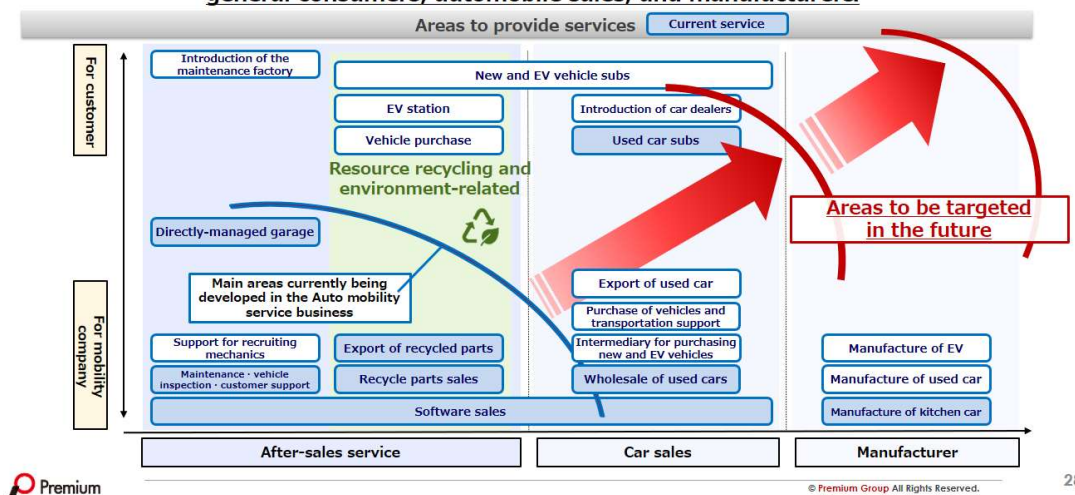 general consumers, automobile sales, and manufacturers.
Areas to provide services
Current service
For customer
Introduction of the
maintenance factory
New and EV vehicle subs
EV station
Introduction of car dealers
Vehicle purchase
Used car subs
Resource recycling and
environment-related
Areas to be targeted
in the future
Directly-managed garage
Main areas currently being
developed in the Auto mobility
service business
For mobility
company
Export of used car
Purchase of vehicles and
transportation support
Support for recruiting
mechanics
Export of recycled parts
Intermediary for purchasing
new and EV vehicles
Manufacture of EV
Maintenance・vehicle
inspection・customer support
Recycle parts sales
Wholesale of used cars
Manufacture of used car
Software sales
Manufacture of kitchen car
After-sales service
Car sales
Manufacturer
Premium
© Premium Group All Rights Reserved.